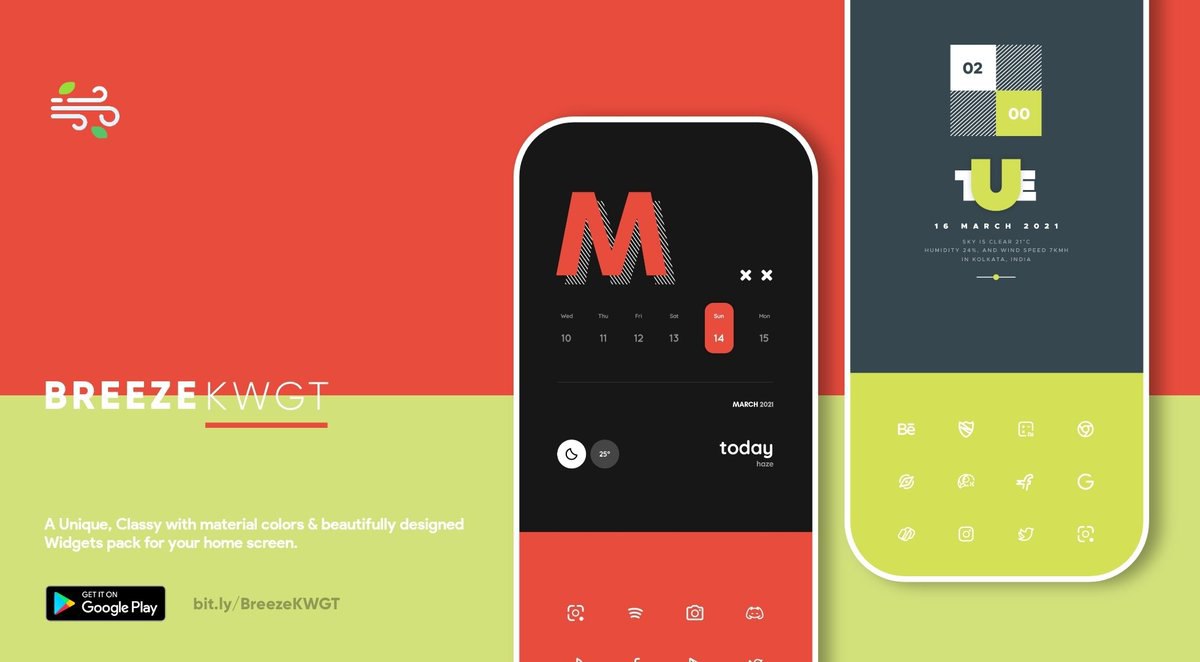 BREEZE KWGT
A Unique, Classy with material colors & beautifully designed
Widgets pack for your home screen.
GET IT ON
Google Play
bit.ly/BreezeKWGT
M
Wed Thu Fri Sat Sun Mon
10 11 12 13 14 15
MARCH 2021
25°
today
haze
02
00
TUE
16 MARCH 2021
SKY IS CLEAR 21°C
HUMIDITY 24%, AND WIND SPEED 7KMH
IN KOLKATA, INDIA
Bē